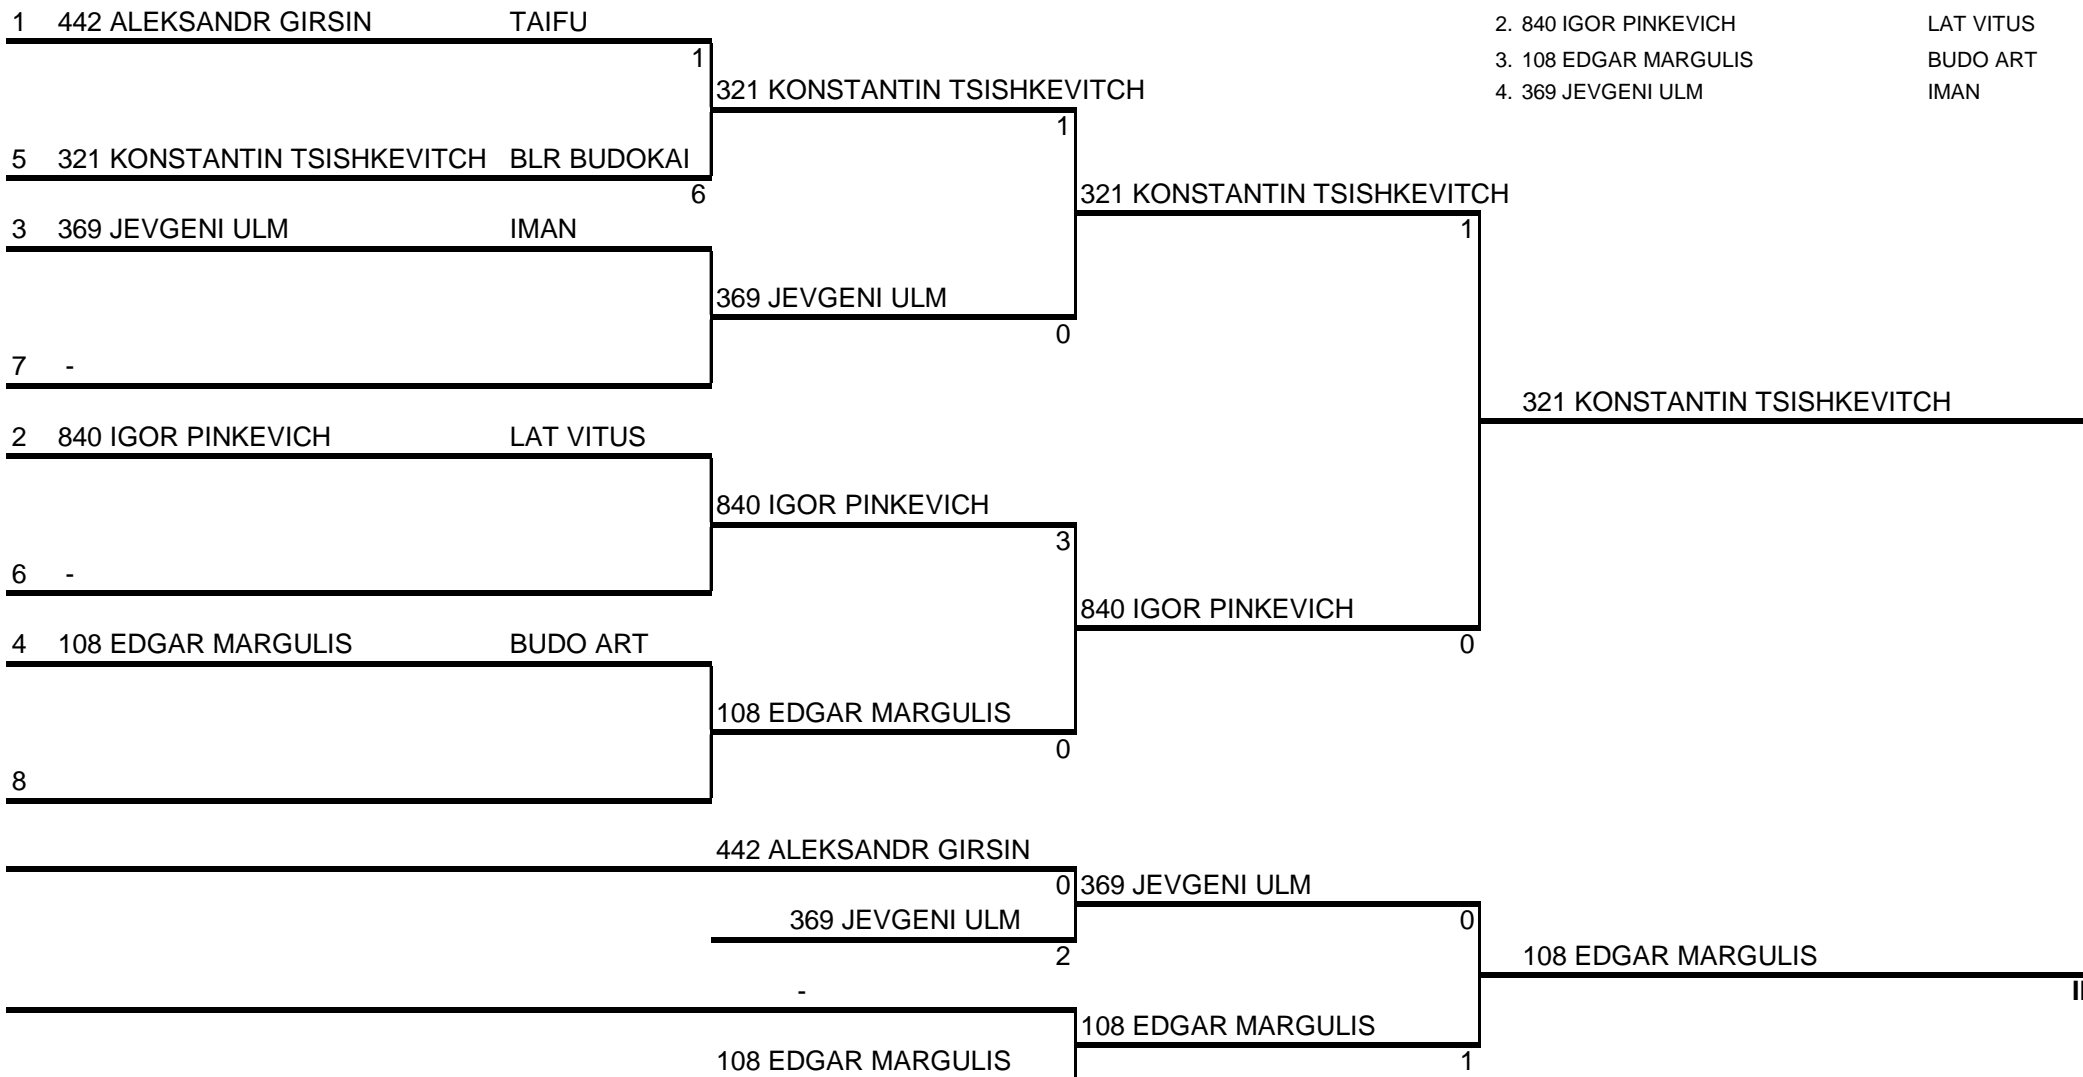 1 442 ALEKSANDR GIRSIN TAIFU
2. 840 IGOR PINKEVICH LAT VITUS
1
3. 108 EDGAR MARGULIS BUDO ART
321 KONSTANTIN TSISHKEVITCH
4. 369 JEVGENI ULM IMAN
1
5 321 KONSTANTIN TSISHKEVITCH BLR BUDOKAI
6
321 KONSTANTIN TSISHKEVITCH
3 369 JEVGENI ULM IMAN
1
369 JEVGENI ULM
0
7 -
321 KONSTANTIN TSISHKEVITCH
2 840 IGOR PINKEVICH LAT VITUS
840 IGOR PINKEVICH
3
6 -
840 IGOR PINKEVICH
4 108 EDGAR MARGULIS BUDO ART
0
108 EDGAR MARGULIS
0
8
442 ALEKSANDR GIRSIN
0 369 JEVGENI ULM
369 JEVGENI ULM
0
2
108 EDGAR MARGULIS
-
108 EDGAR MARGULIS
108 EDGAR MARGULIS
1